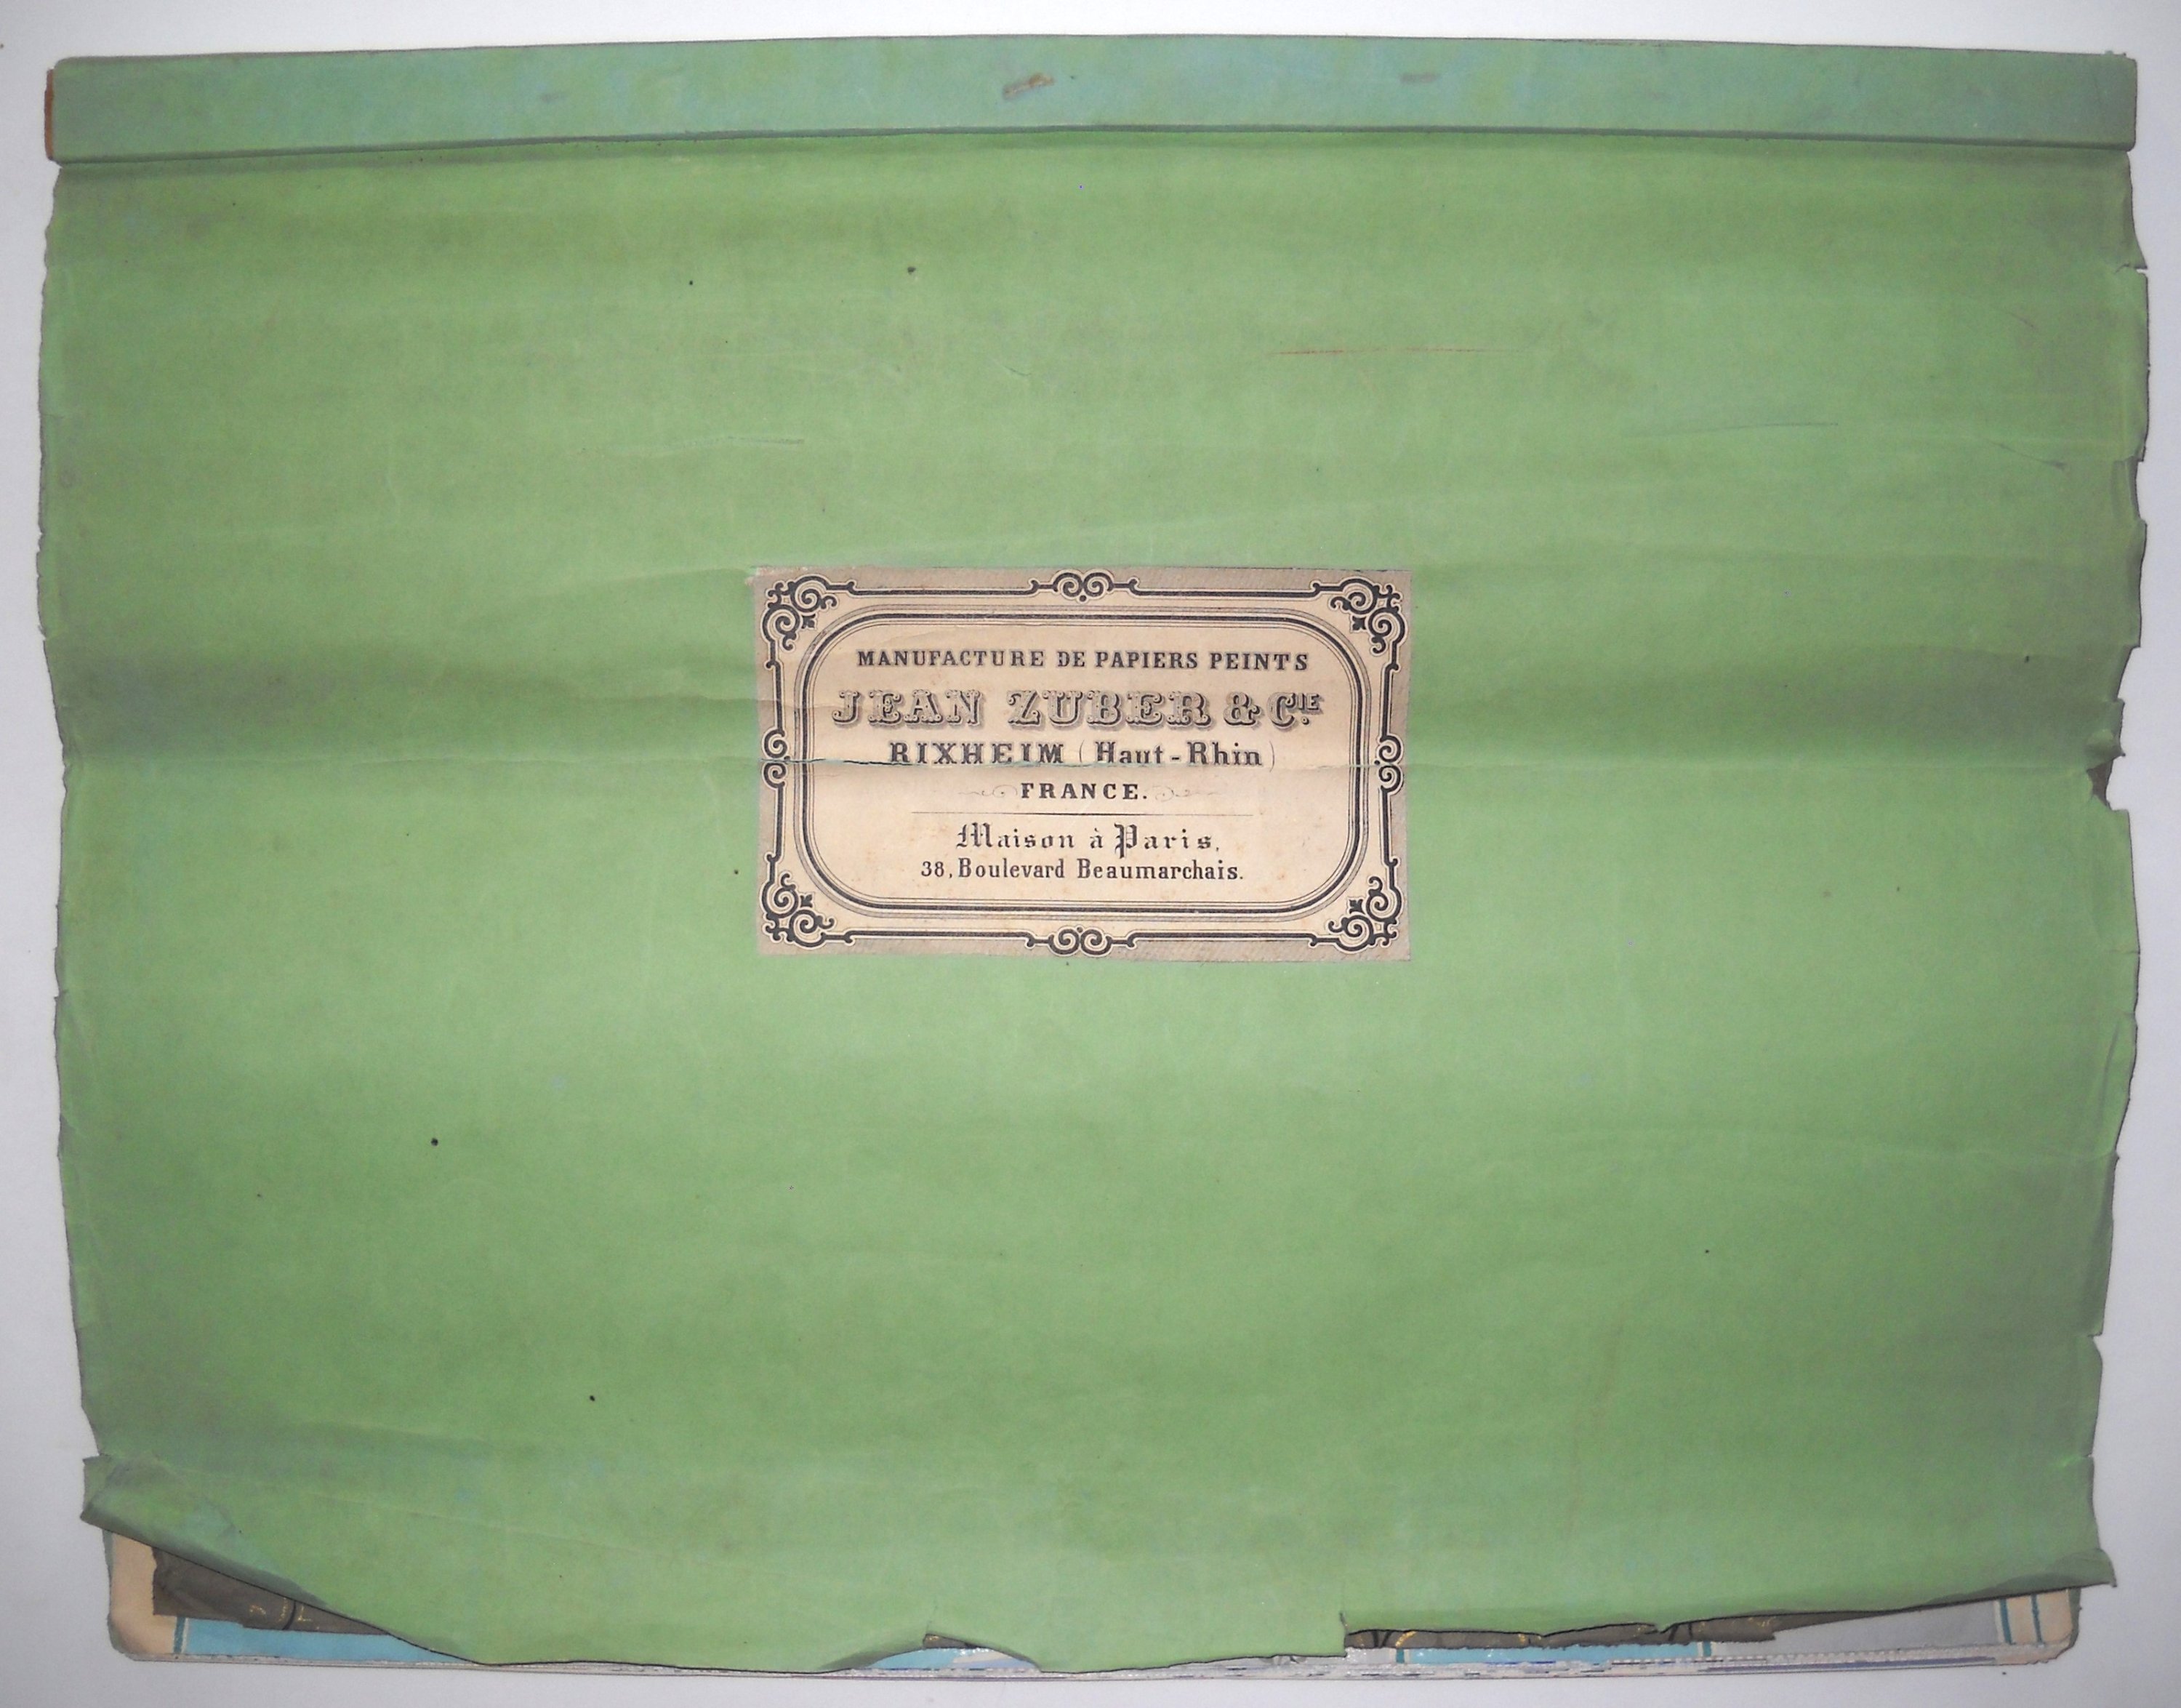 MANUFACTURE DE PAPIERS PEINTS
JEAN ZUBER & CIE.
RIXHEIM (Haut-Rhin)
FRANCE.
Maison à Paris,
38, Boulevard Beaumarchais.